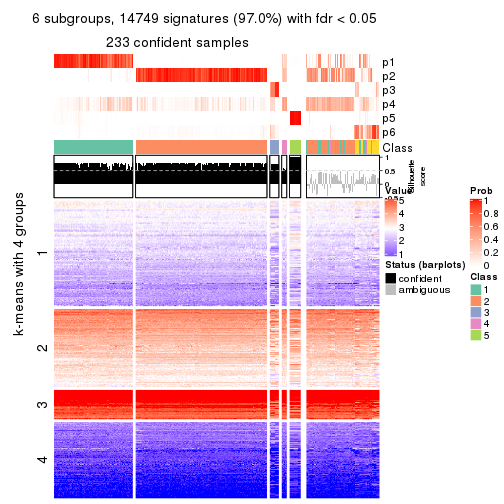 6 subgroups, 14749 signatures (97.0%) with fdr < 0.05
233 confident samples
p1
p2
p3
p4
p5
p6
Class
1
0.5
0
Silhouette
score
k-means with 4 groups
1
2
3
4
Value
5
4
3
2
1
Status (barplots)
confident
ambiguous
Prob
1
0.8
0.6
0.4
0.2
0
Class
1
2
3
4
5